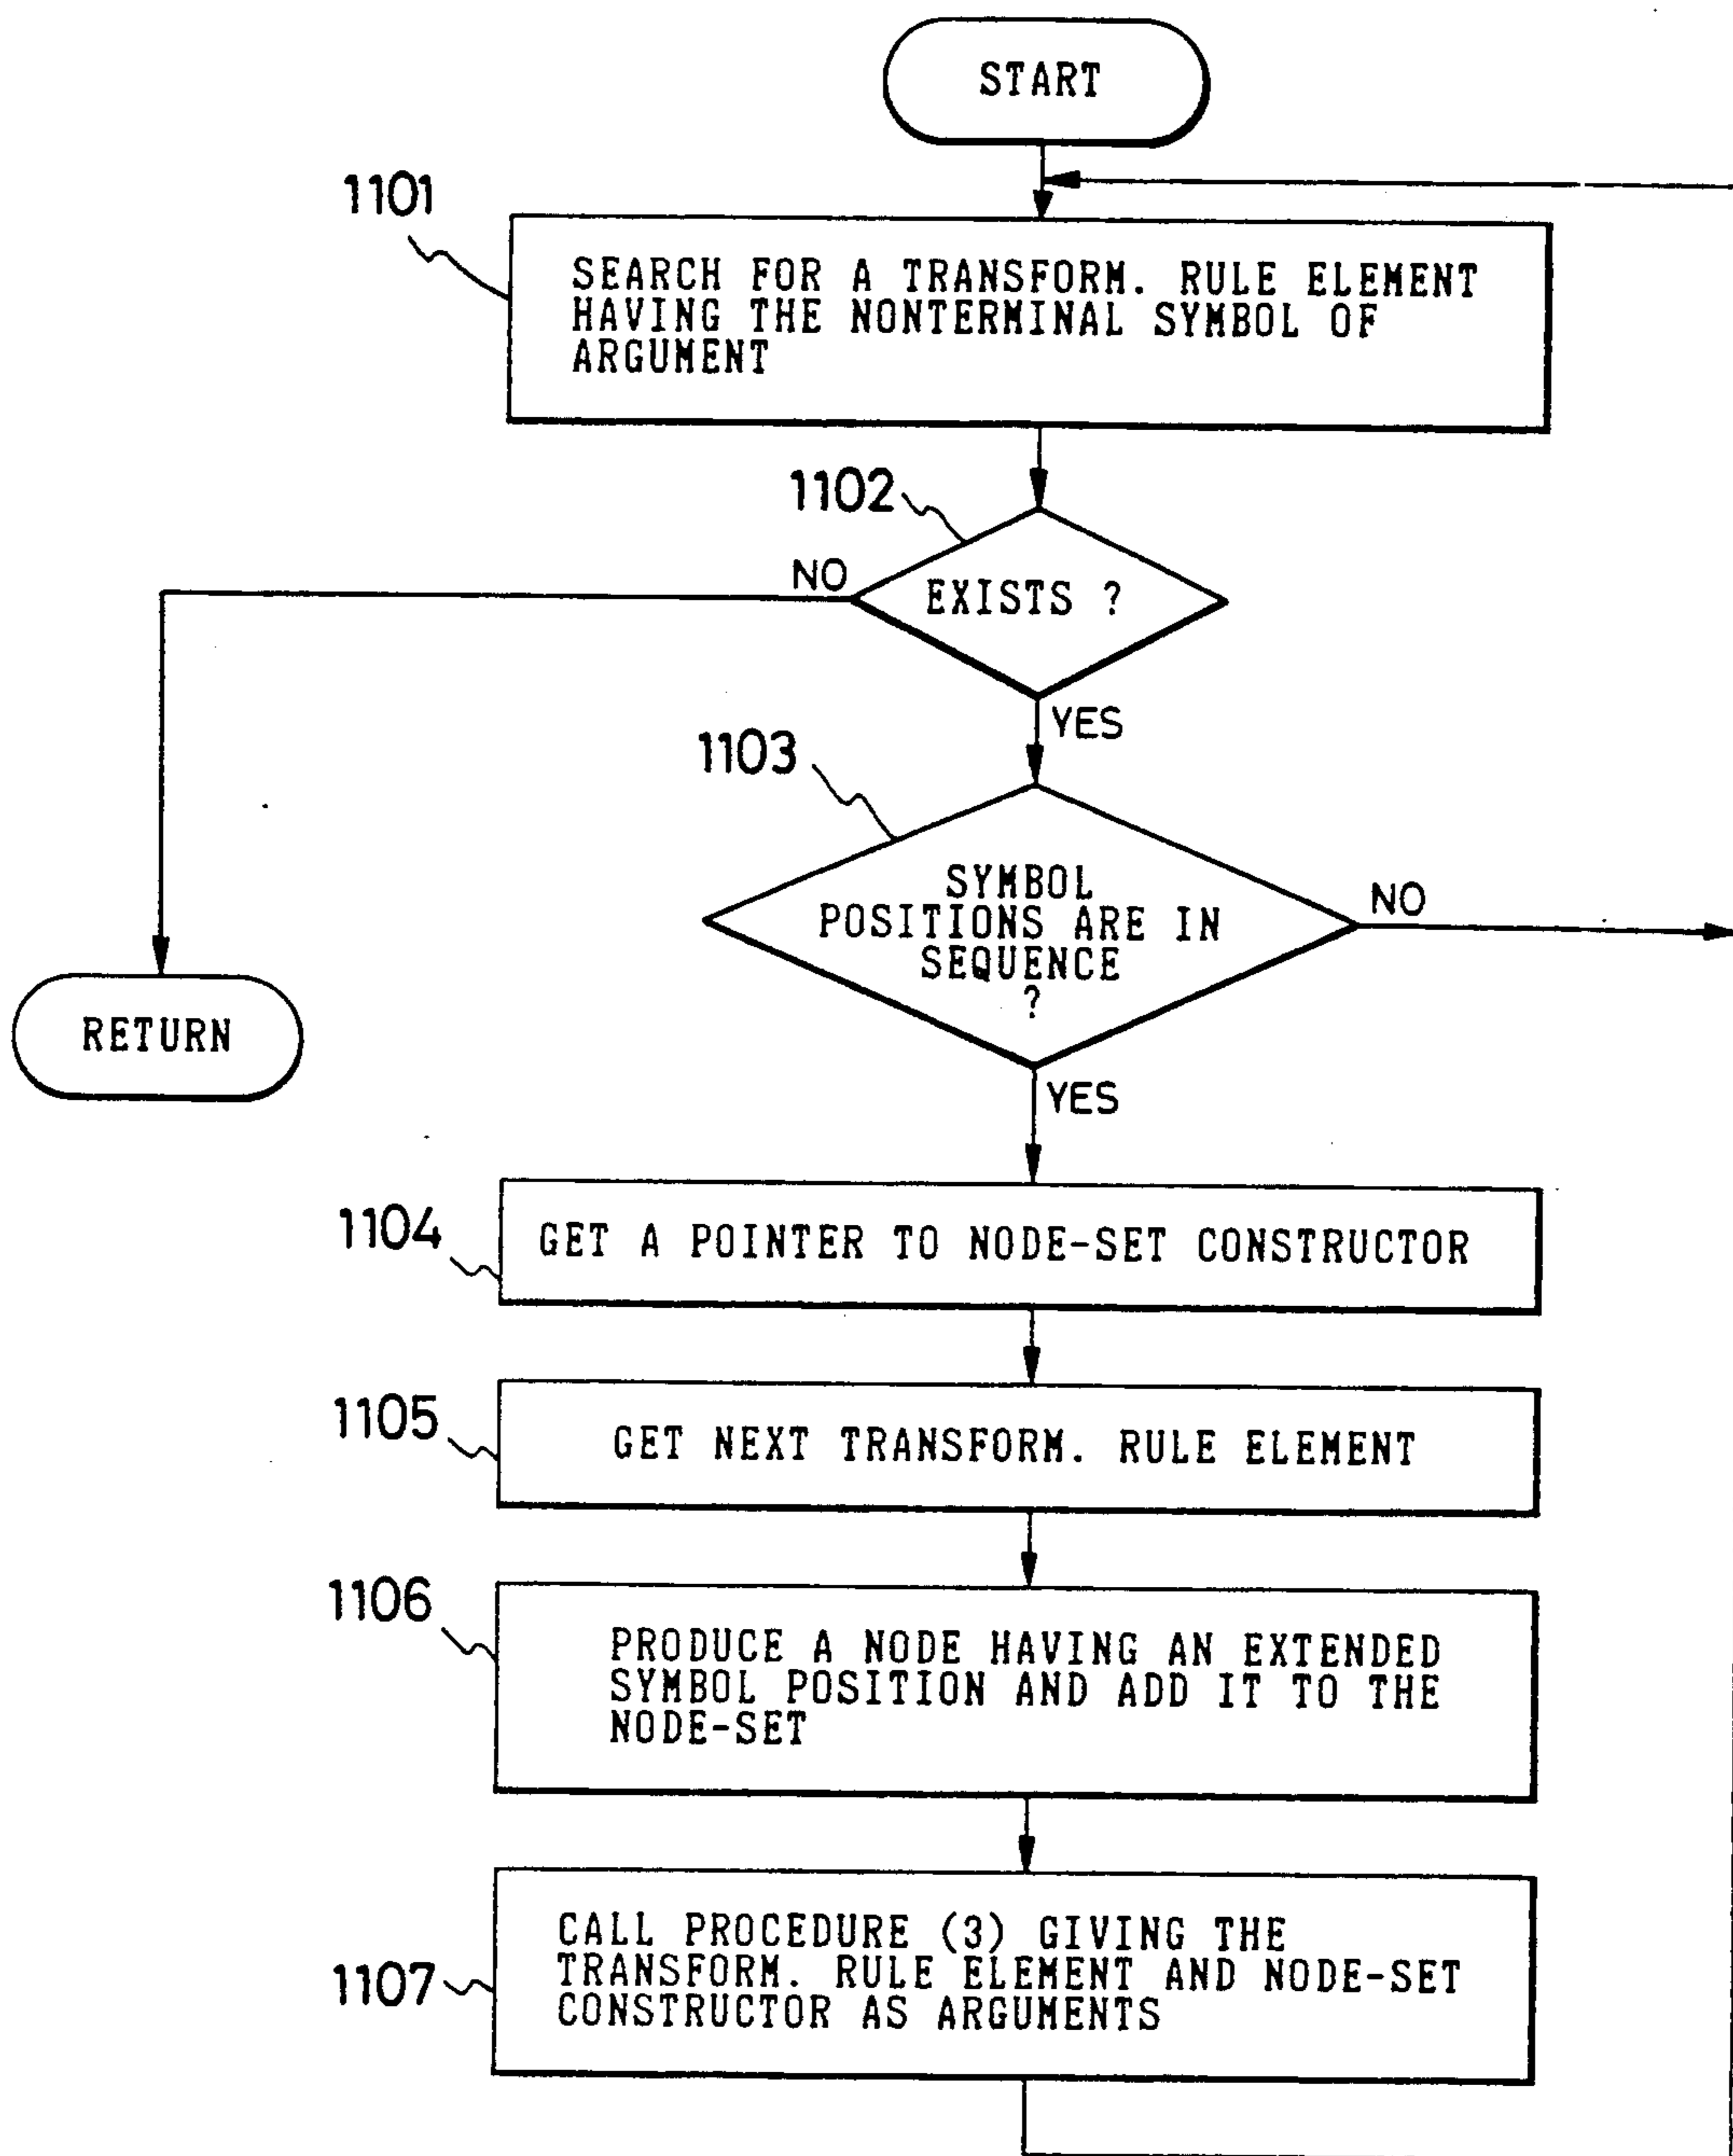 START
1101
SEARCH FOR A TRANSFORM. RULE ELEMENT
HAVING THE NONTERMINAL SYMBOL OF
ARGUMENT
1102
NO
EXISTS ?
YES
1103
SYMBOL
POSITIONS ARE IN
SEQUENCE
?
NO
RETURN
YES
1104
GET A POINTER TO NODE-SET CONSTRUCTOR
1105
GET NEXT TRANSFORM. RULE ELEMENT
1106
PRODUCE A NODE HAVING AN EXTENDED
SYMBOL POSITION AND ADD IT TO THE
NODE-SET
1107
CALL PROCEDURE (3) GIVING THE
TRANSFORM. RULE ELEMENT AND NODE-SET
CONSTRUCTOR AS ARGUMENTS